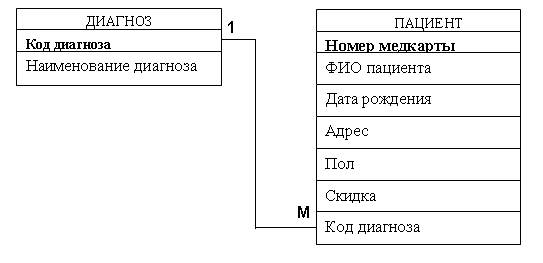 ДИАГНОЗ
Код диагноза
Наименование диагноза
1
ПАЦИЕНТ
Номер медкарты
ФИО пациента
Дата рождения
Адрес
Пол
Скидка
М
Код диагноза